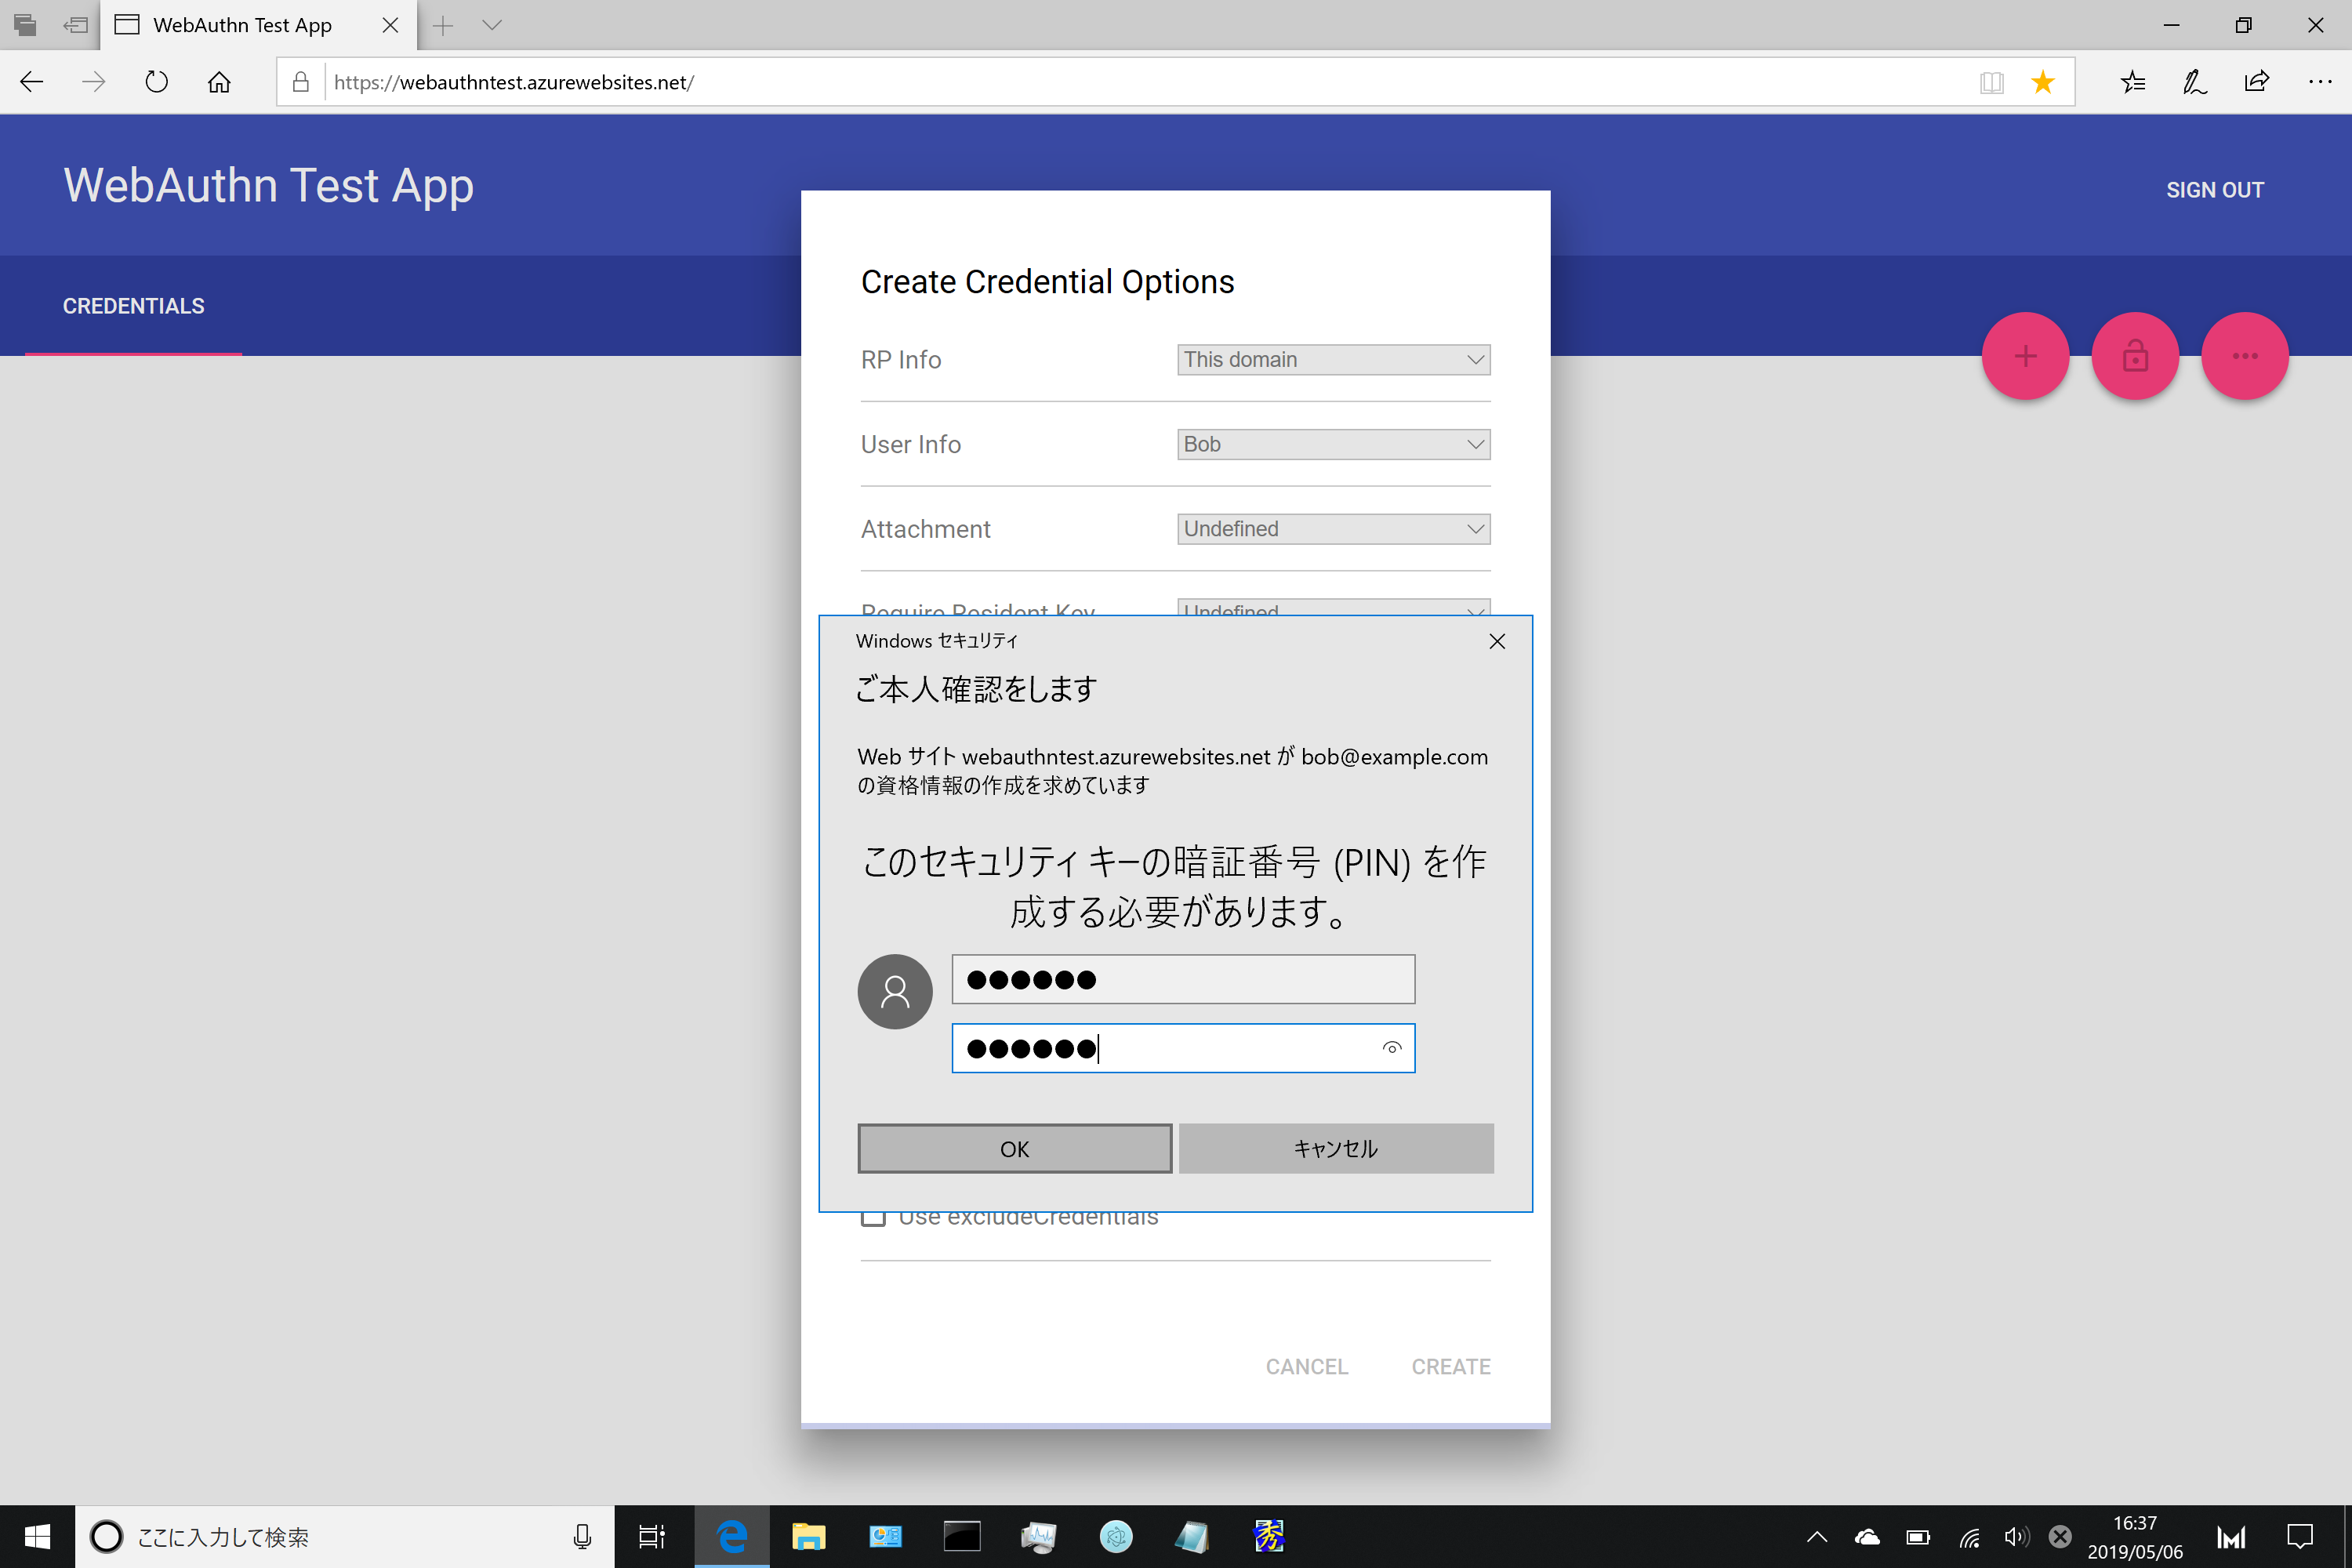 WebAuthn Test App
https://webauthntest.azurewebsites.net/
WebAuthn Test App
SIGN OUT
CREDENTIALS
Create Credential Options
RP Info This domain
User Info Bob
Attachment Undefined
Require Resident Key Undefined
Windows セキュリティ
ご本人確認をします
Web サイト webauthntest.azurewebsites.net が bob@example.com
の資格情報の作成を求めています
このセキュリティ キーの暗証番号 (PIN) を作
成する必要があります。
●●●●●●
●●●●●●
OK キャンセル
Use excludeCredentials
CANCEL CREATE
ここに入力して検索
秀
16:37
2019/05/06